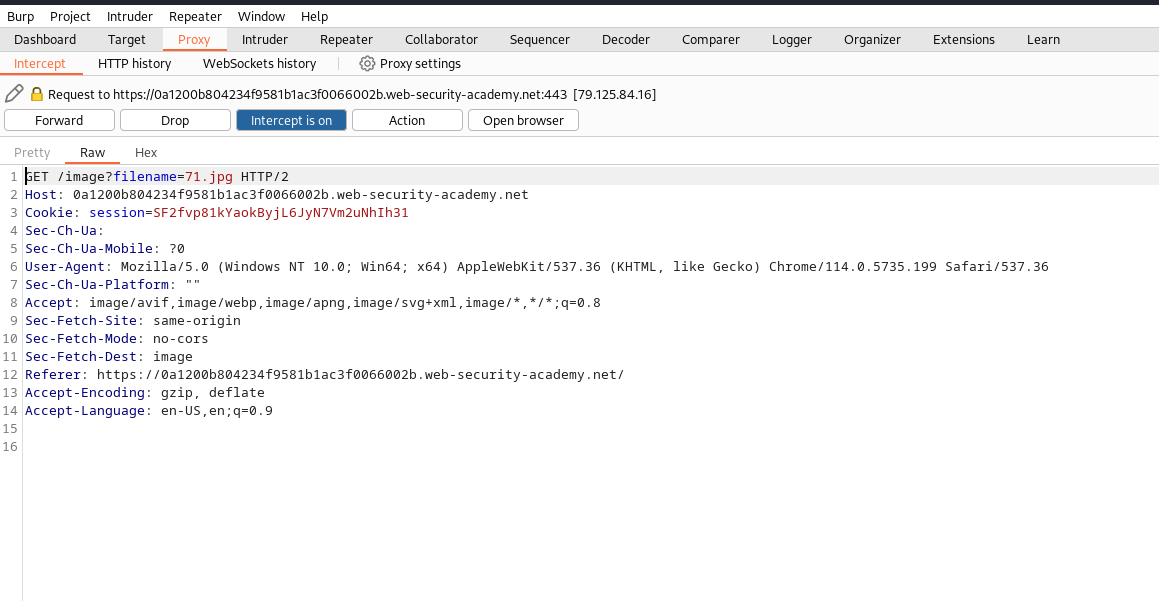 Burp Project Intruder Repeater Window Help
Dashboard Target Proxy Intruder Repeater Collaborator Sequencer Decoder Comparer Logger Organizer Extensions Learn
Intercept HTTP history WebSockets history Proxy settings
Request to https://0a1200b804234f9581b1ac3f0066002b.web-security-academy.net:443 [79.125.84.16]
Forward Drop Intercept is on Action Open browser
Pretty Raw Hex
1 GET /image?filename=71.jpg HTTP/2
2 Host: 0a1200b804234f9581b1ac3f0066002b.web-security-academy.net
3 Cookie: session=SF2fvp81kYaokByjL6JyN7Vm2uNhIh31
4 Sec-Ch-Ua:
5 Sec-Ch-Ua-Mobile: ?0
6 User-Agent: Mozilla/5.0 (Windows NT 10.0; Win64; x64) AppleWebKit/537.36 (KHTML, like Gecko) Chrome/114.0.5735.199 Safari/537.36
7 Sec-Ch-Ua-Platform: ""
8 Accept: image/avif,image/webp,image/apng,image/svg+xml,image/*,*/*;q=0.8
9 Sec-Fetch-Site: same-origin
10 Sec-Fetch-Mode: no-cors
11 Sec-Fetch-Dest: image
12 Referer: https://0a1200b804234f9581b1ac3f0066002b.web-security-academy.net/
13 Accept-Encoding: gzip, deflate
14 Accept-Language: en-US,en;q=0.9
15
16